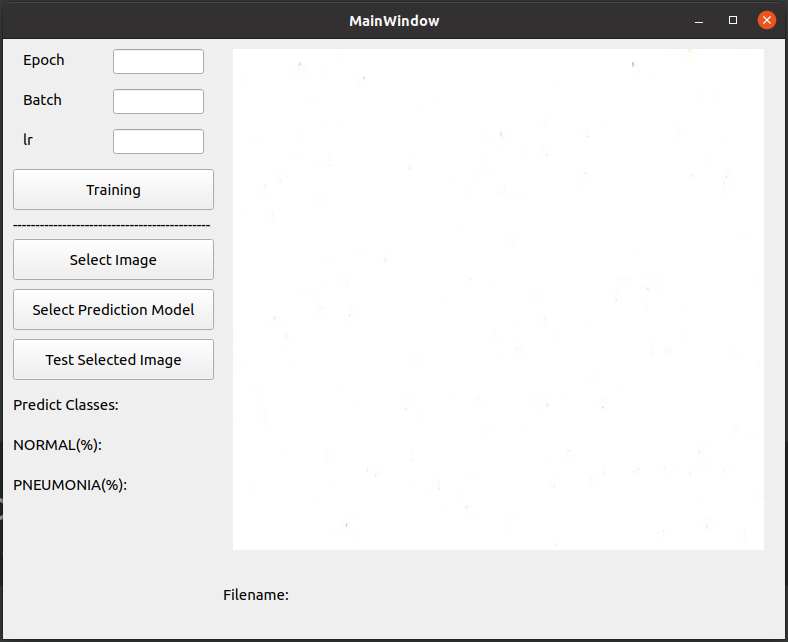 MainWindow
Epoch
Batch
lr
Training
--------------------------------------------
Select Image
Select Prediction Model
Test Selected Image
Predict Classes:
NORMAL(%):
PNEUMONIA(%):
Filename: